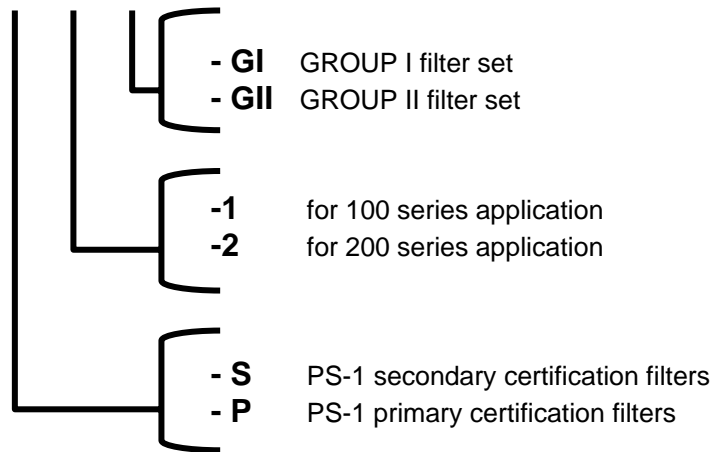 - GI GROUP I filter set
- GII GROUP II filter set
-1 for 100 series application
-2 for 200 series application
- S PS-1 secondary certification filters
- P PS-1 primary certification filters